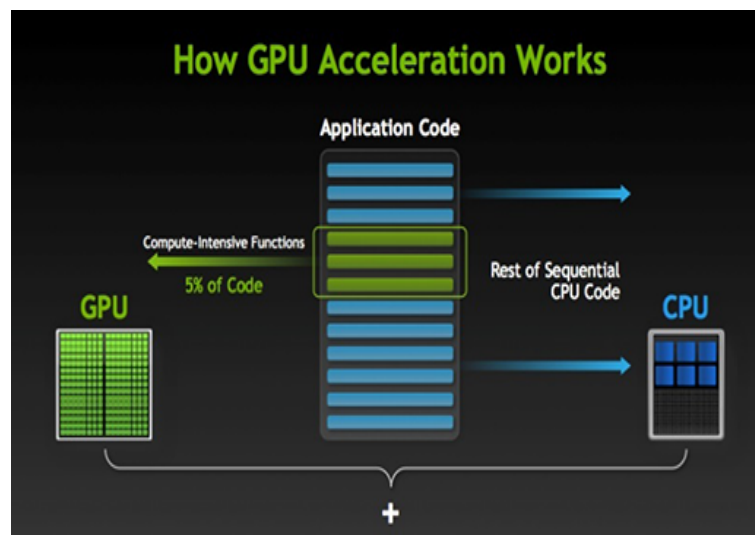 How GPU Acceleration Works
Application Code
Compute-Intensive Functions
5% of Code
Rest of Sequential
CPU Code
GPU
CPU
+